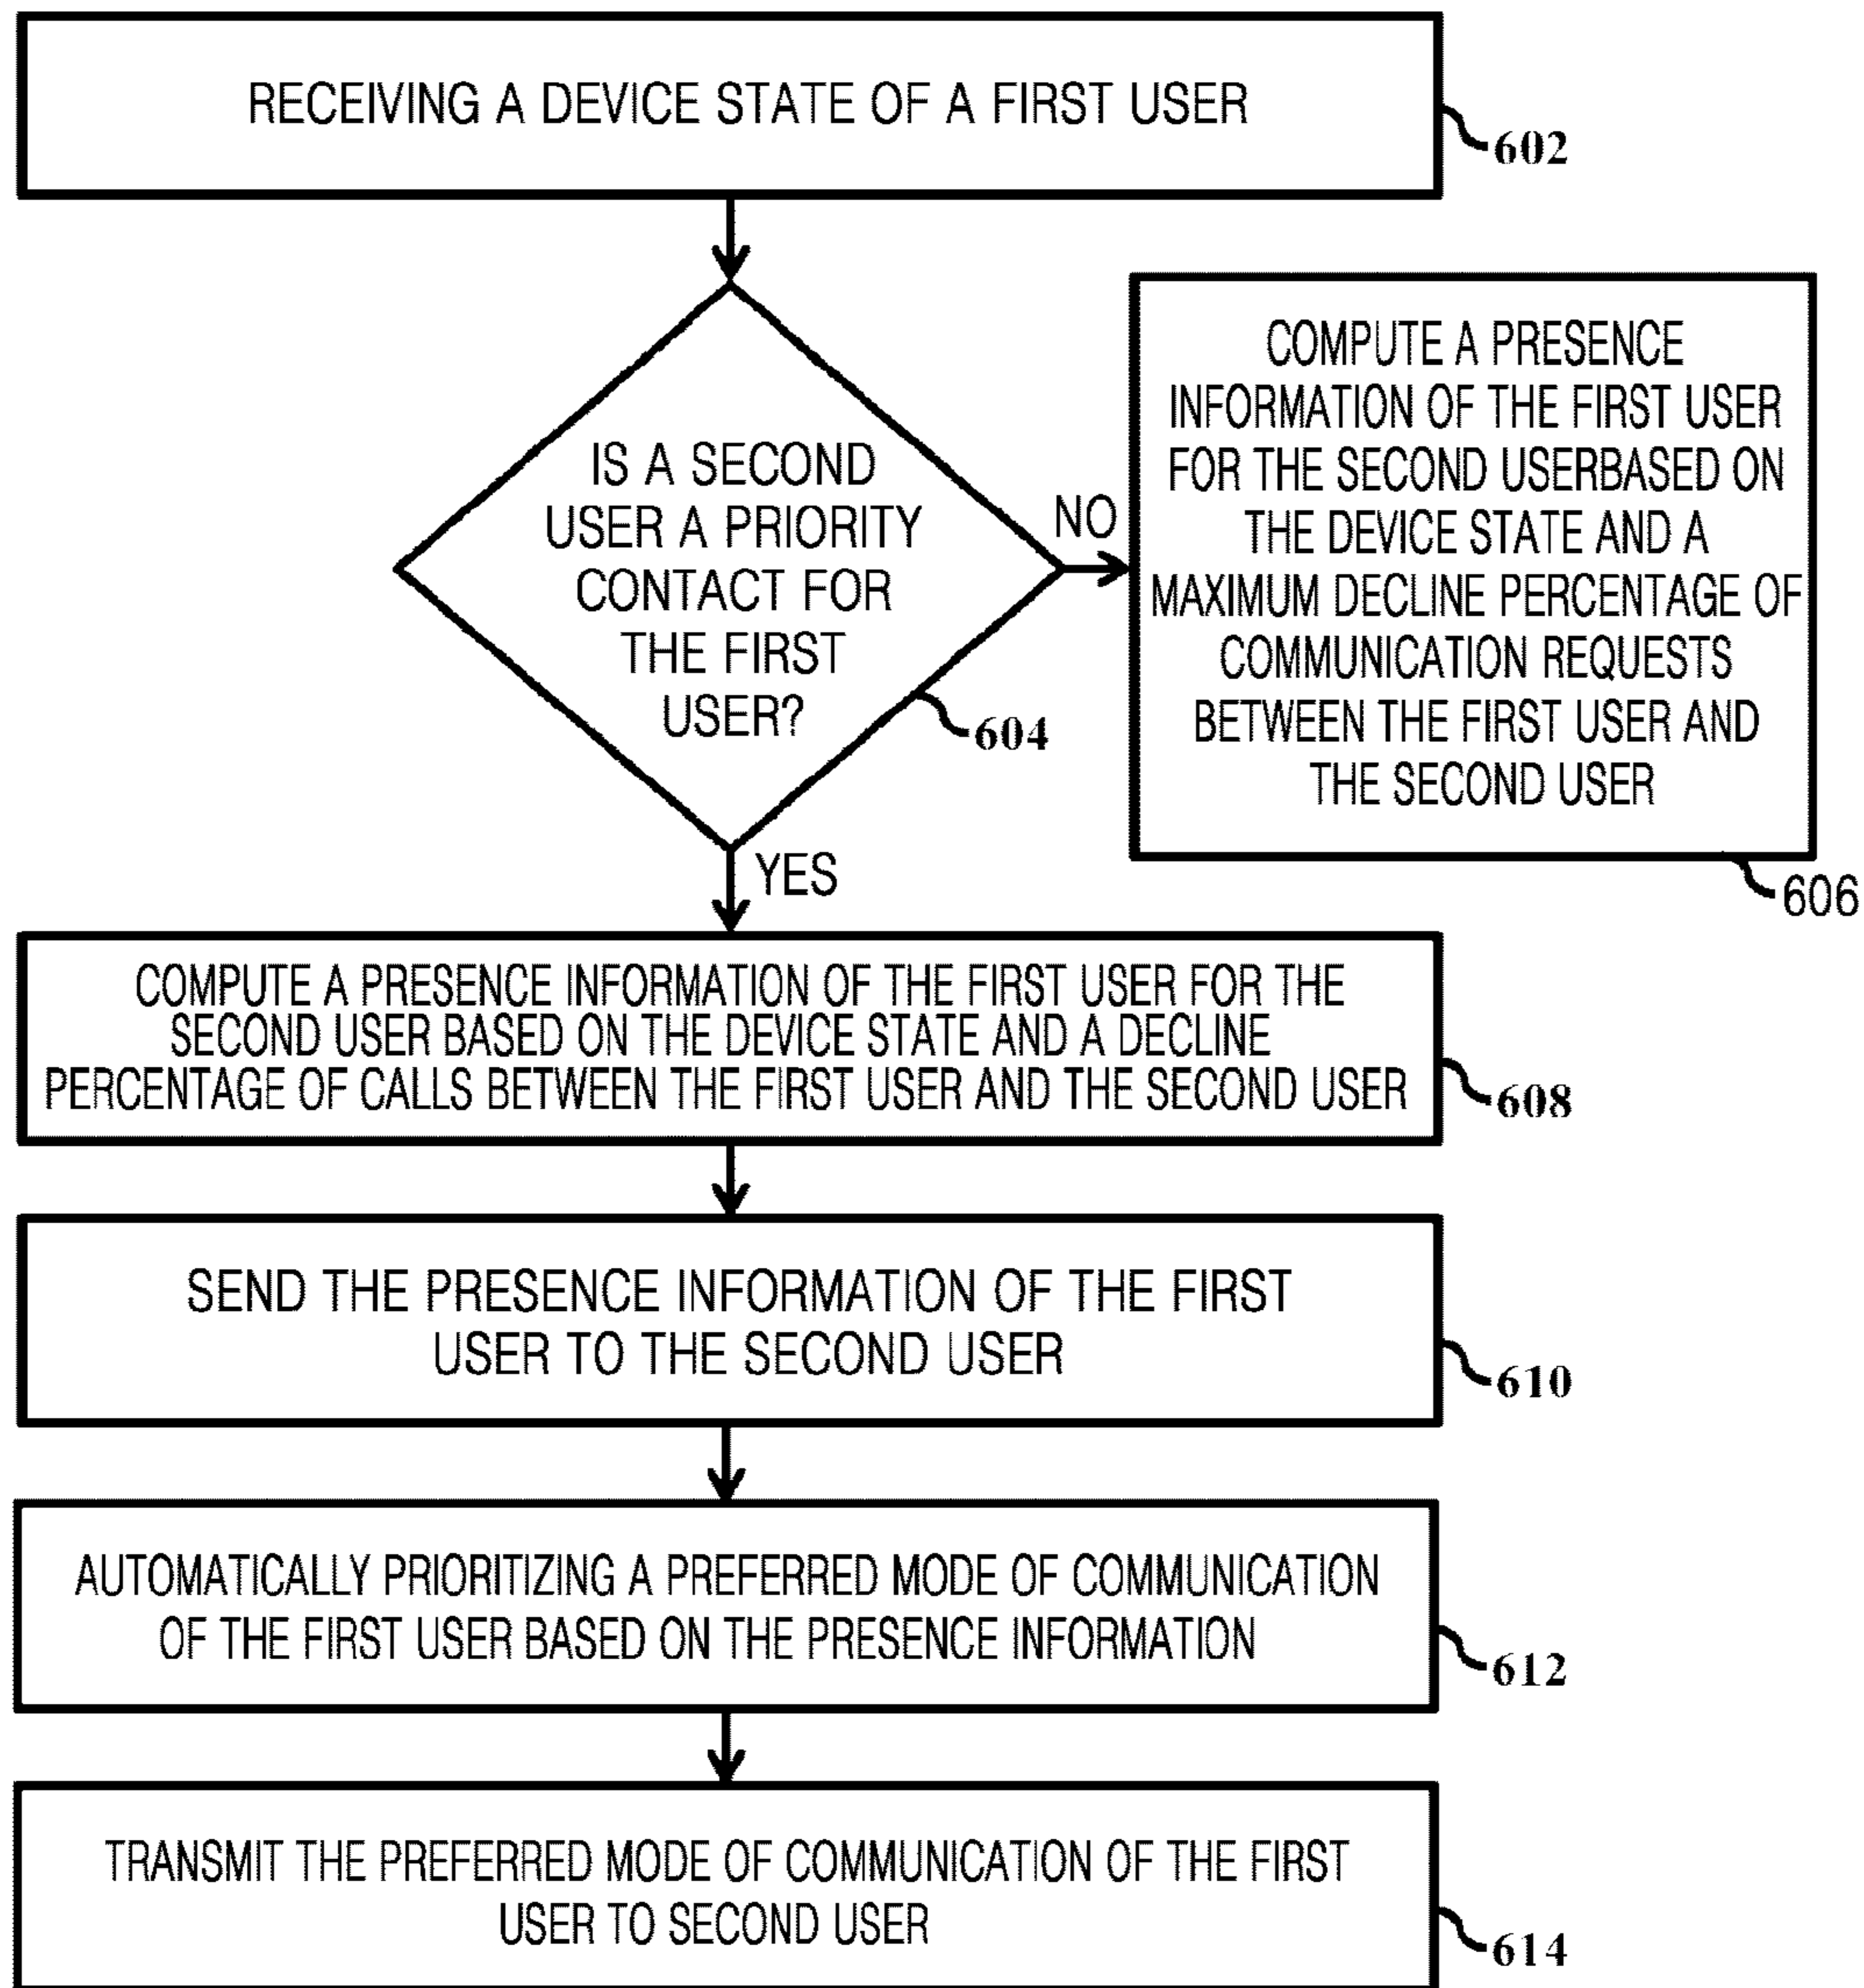 RECEIVING A DEVICE STATE OF A FIRST USER
602
IS A SECOND
USER A PRIORITY
CONTACT FOR
THE FIRST
USER?
604
NO
COMPUTE A PRESENCE
INFORMATION OF THE FIRST USER
FOR THE SECOND USERBASED ON
THE DEVICE STATE AND A
MAXIMUM DECLINE PERCENTAGE OF
COMMUNICATION REQUESTS
BETWEEN THE FIRST USER AND
THE SECOND USER
606
YES
COMPUTE A PRESENCE INFORMATION OF THE FIRST USER FOR THE
SECOND USER BASED ON THE DEVICE STATE AND A DECLINE
PERCENTAGE OF CALLS BETWEEN THE FIRST USER AND THE SECOND USER
608
SEND THE PRESENCE INFORMATION OF THE FIRST
USER TO THE SECOND USER
610
AUTOMATICALLY PRIORITIZING A PREFERRED MODE OF COMMUNICATION
OF THE FIRST USER BASED ON THE PRESENCE INFORMATION
612
TRANSMIT THE PREFERRED MODE OF COMMUNICATION OF THE FIRST
USER TO SECOND USER
614